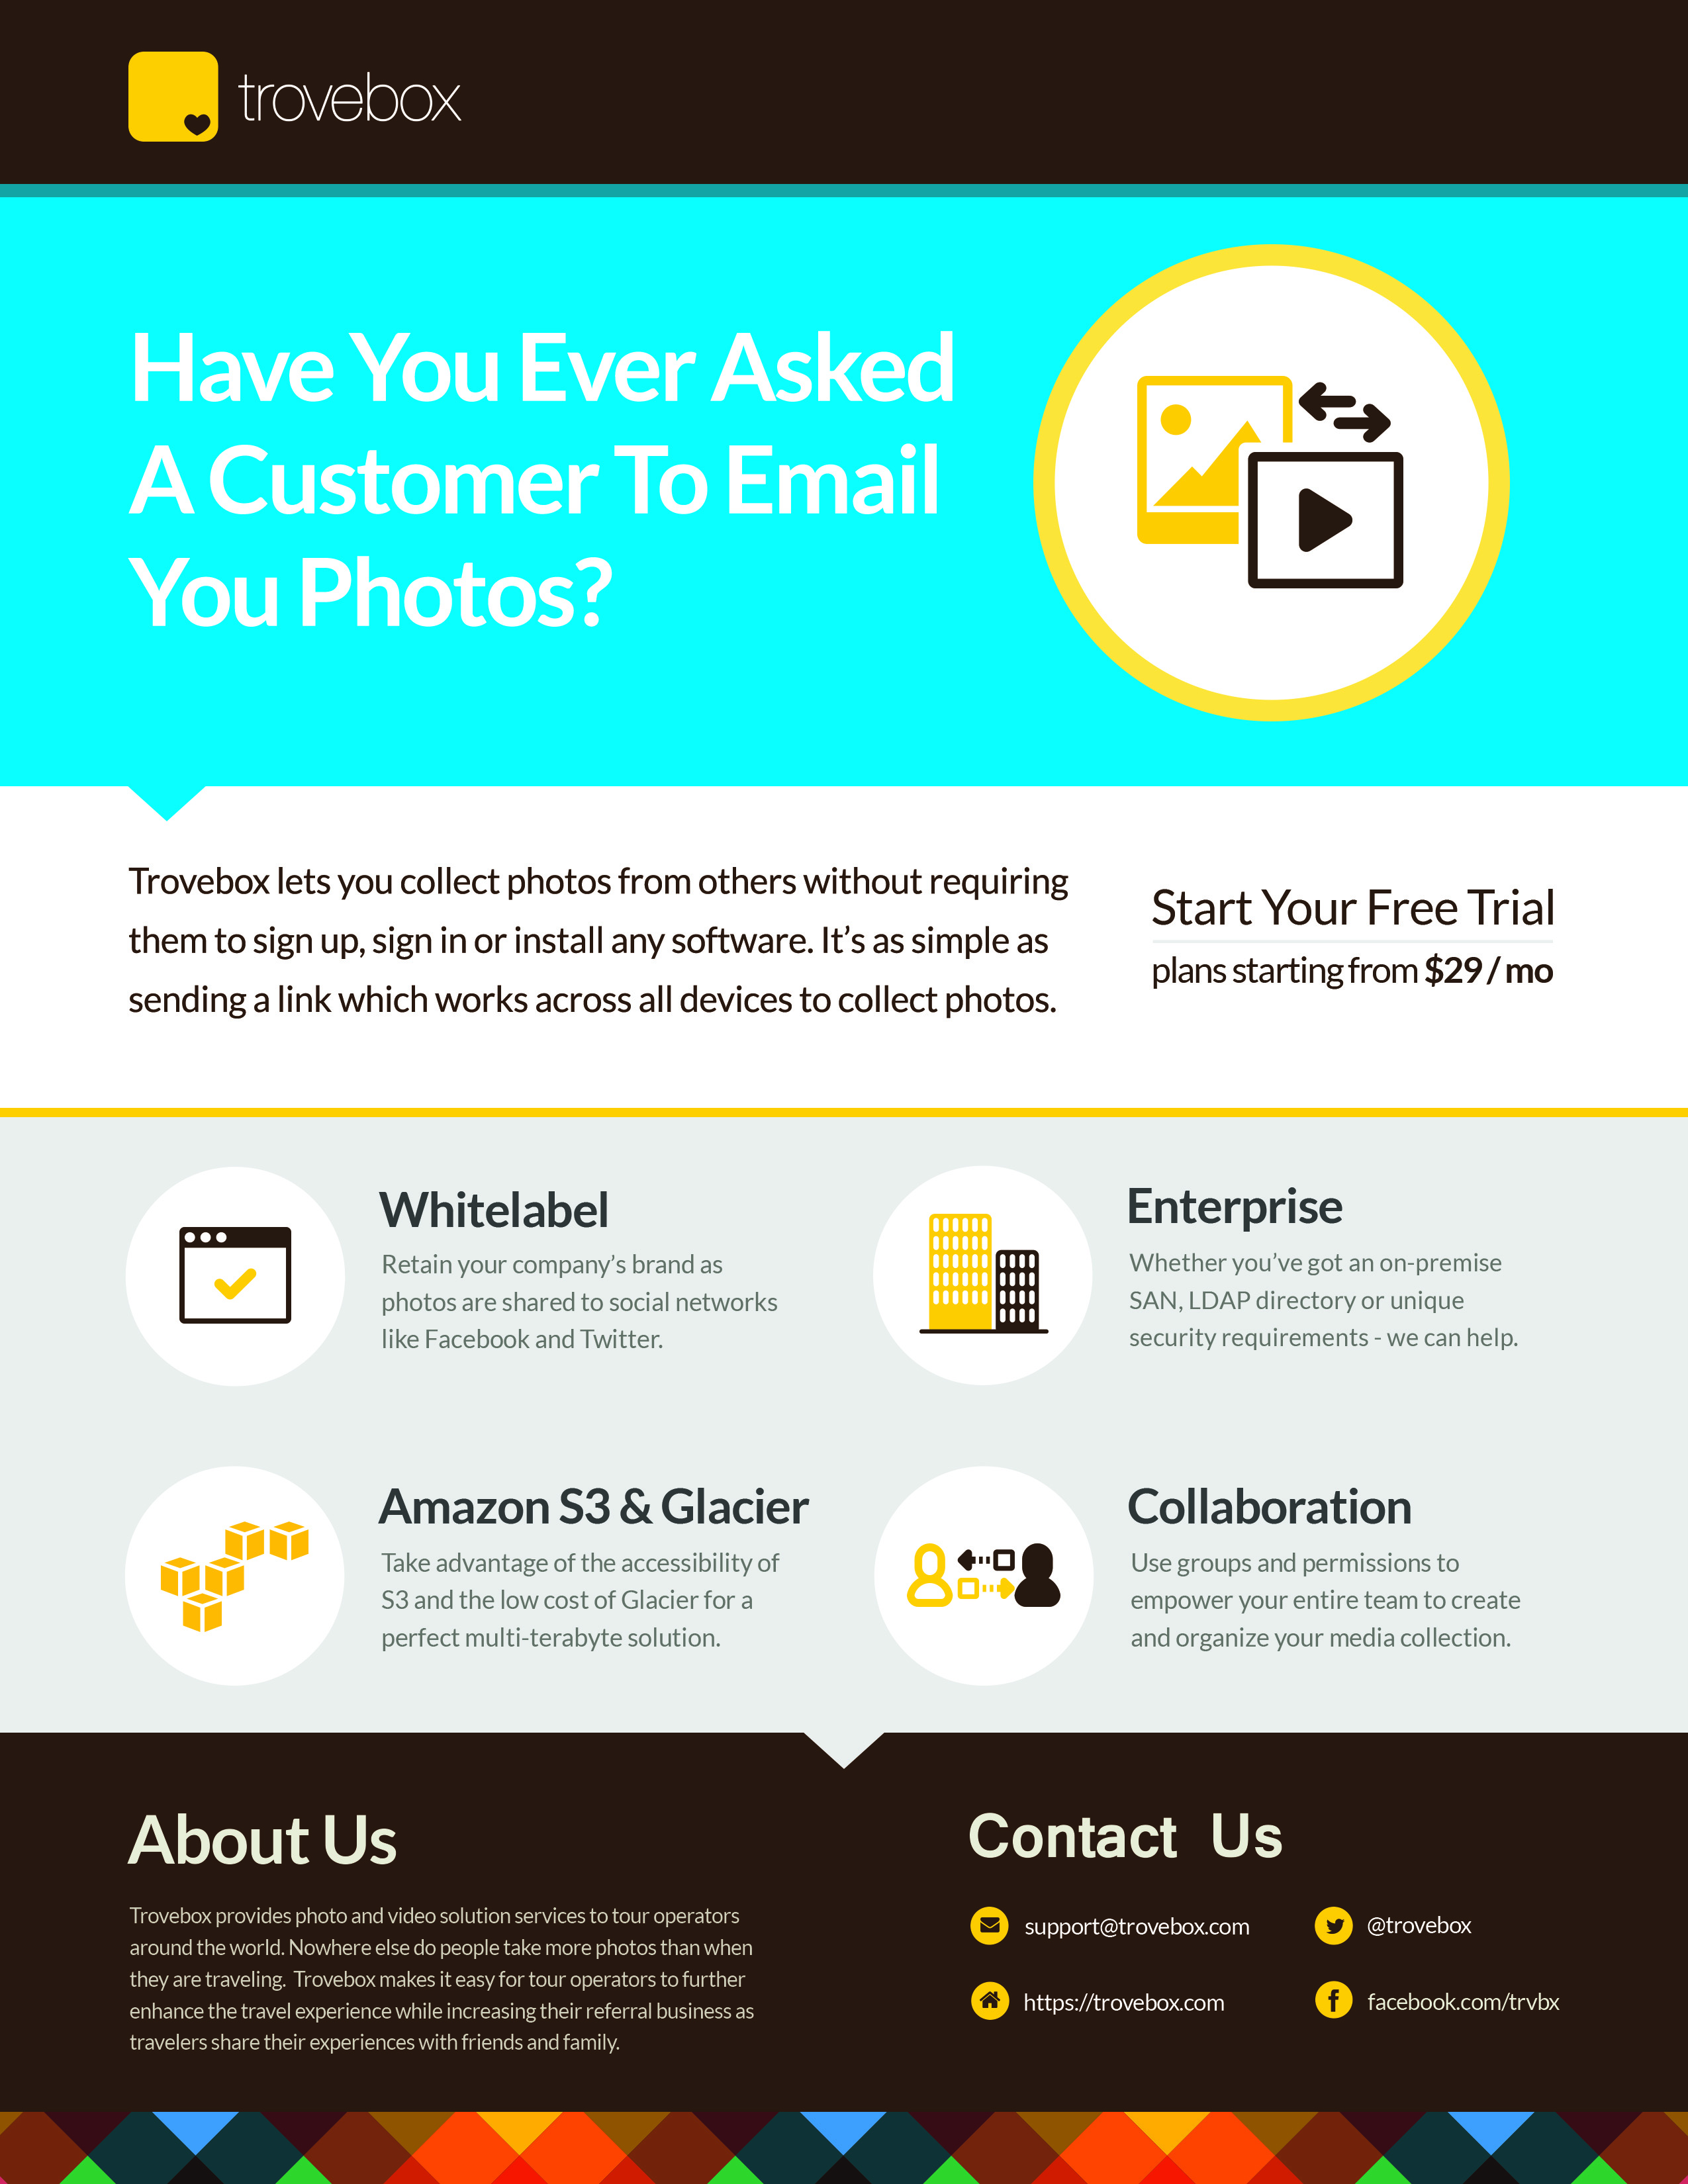 trovebox
Have You Ever Asked
A Customer To Email
You Photos?
Trovebox lets you collect photos from others without requiring
them to sign up, sign in or install any software. It’s as simple as
sending a link which works across all devices to collect photos.
Start Your Free Trial
plans starting from $29 / mo
Whitelabel
Retain your company’s brand as
photos are shared to social networks
like Facebook and Twitter.
Enterprise
Whether you’ve got an on-premise
SAN, LDAP directory or unique
security requirements - we can help.
Amazon S3 & Glacier
Take advantage of the accessibility of
S3 and the low cost of Glacier for a
perfect multi-terabyte solution.
Collaboration
Use groups and permissions to
empower your entire team to create
and organize your media collection.
About Us
Trovebox provides photo and video solution services to tour operators
around the world. Nowhere else do people take more photos than when
they are traveling. Trovebox makes it easy for tour operators to further
enhance the travel experience while increasing their referral business as
travelers share their experiences with friends and family.
Contact Us
support@trovebox.com
@trovebox
https://trovebox.com
facebook.com/trvbx